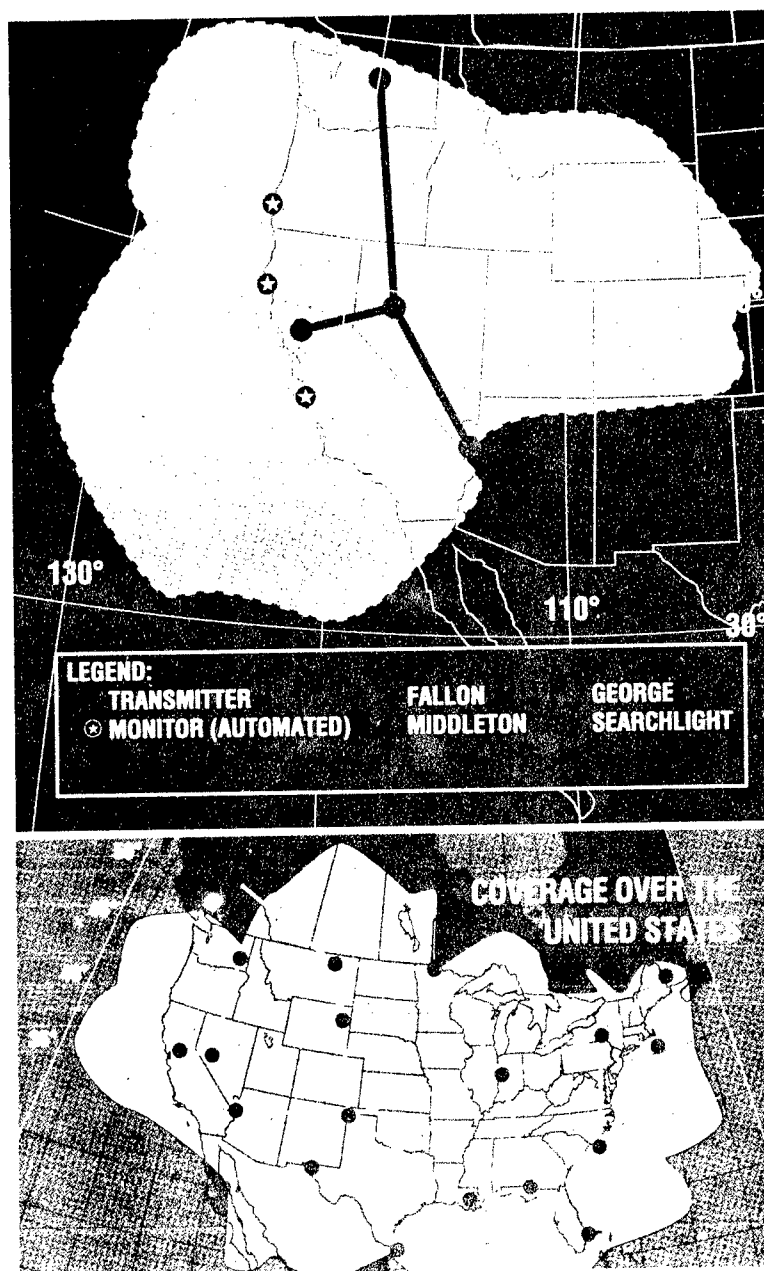 130°
110°
30°
LEGEND:
TRANSMITTER FALLON GEORGE
MONITOR (AUTOMATED) MIDDLETON SEARCHLIGHT
COVERAGE OVER THE
UNITED STATES